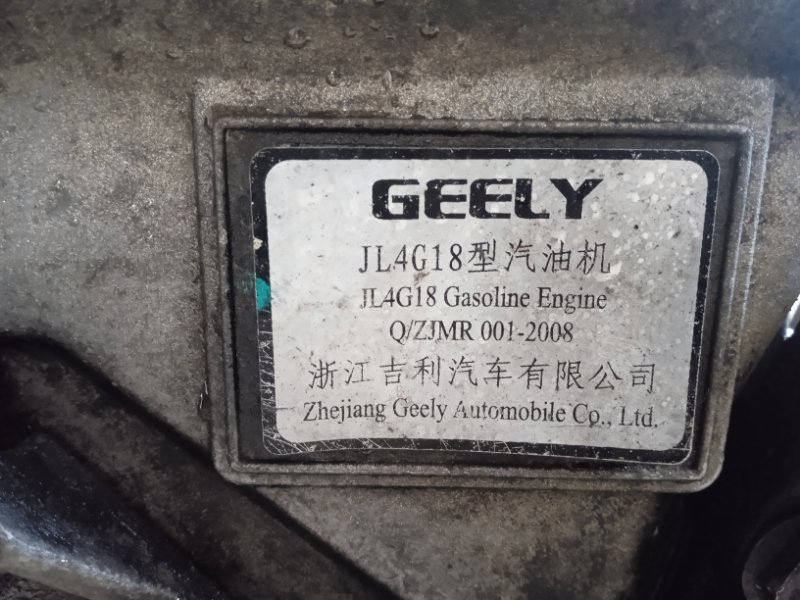 GEELY
JL4G18型汽油机
JL4G18 Gasoline Engine
Q/ZJMR 001-2008
浙江吉利汽车有限公司
Zhejiang Geely Automobile Co., Ltd.